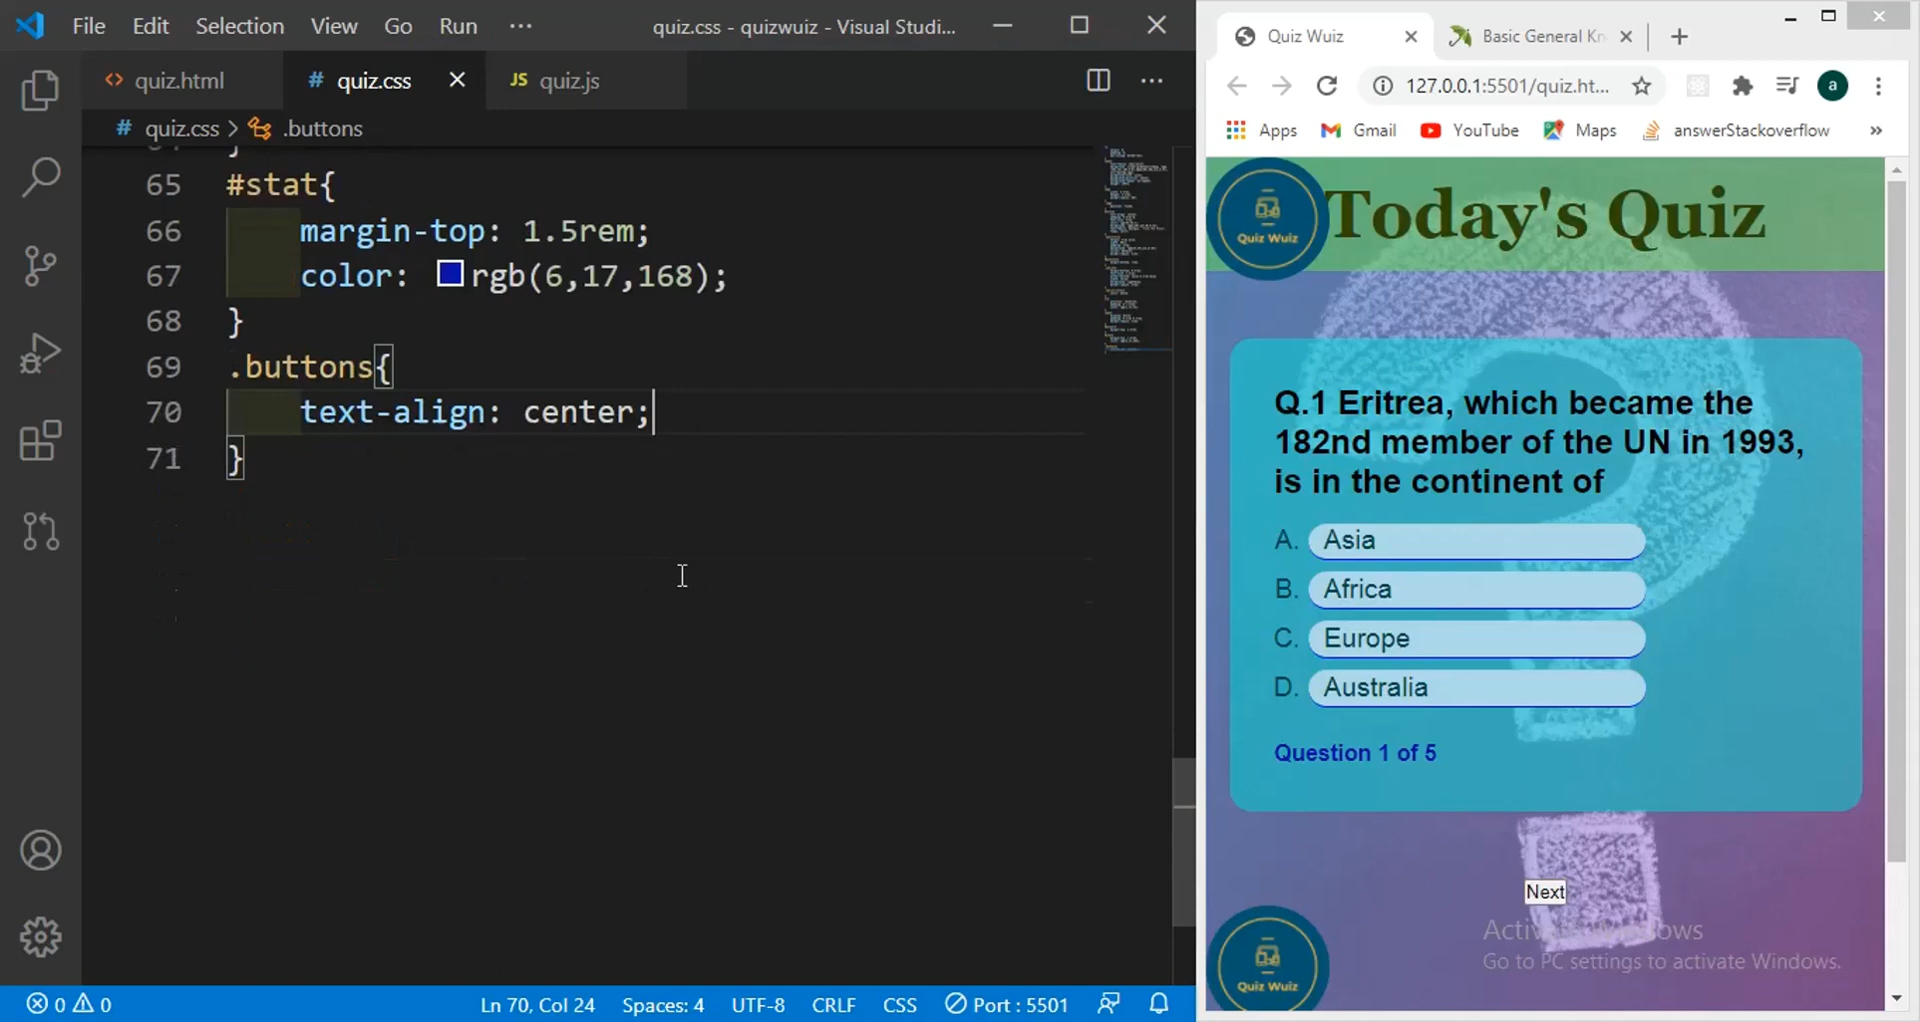 File Edit Selection View Go Run ··· quiz.css - quizwuiz - Visual Studi...
quiz.html # quiz.css JS quiz.js ···
# quiz.css > .buttons
65 #stat{
66 margin-top: 1.5rem;
67 color: rgb(6,17,168);
68 }
69 .buttons{
70 text-align: center;
71 }
0 0 Ln 70, Col 24 Spaces: 4 UTF-8 CRLF CSS Port : 5501
Quiz Wuiz Basic General Kn
127.0.0.1:5501/quiz.ht... a
Apps Gmail YouTube Maps answerStackoverflow »
Quiz Wuiz
Today's Quiz
Q.1 Eritrea, which became the
182nd member of the UN in 1993,
is in the continent of
A. Asia
B. Africa
C. Europe
D. Australia
Question 1 of 5
Next
Activate Windows
Go to PC settings to activate Windows.
Quiz Wuiz